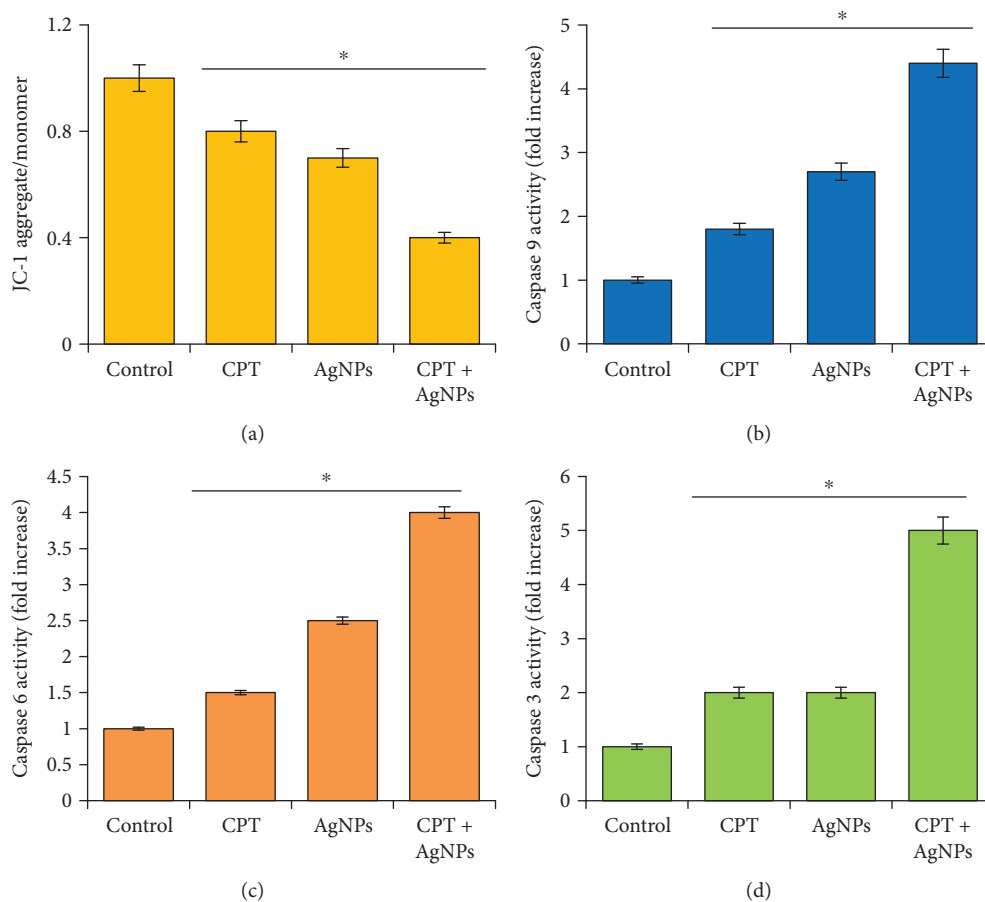 JC-1 aggregate/monomer
1.2
0.8
0.4
0
*
Control
CPT
AgNPs
CPT +
AgNPs
(a)
Caspase 9 activity (fold increase)
5
4
3
2
1
0
*
Control
CPT
AgNPs
CPT +
AgNPs
(b)
Caspase 6 activity (fold increase)
4.5
4
3.5
3
2.5
2
1.5
1
0.5
0
*
Control
CPT
AgNPs
CPT +
AgNPs
(c)
Caspase 3 activity (fold increase)
6
5
4
3
2
1
0
*
Control
CPT
AgNPs
CPT +
AgNPs
(d)